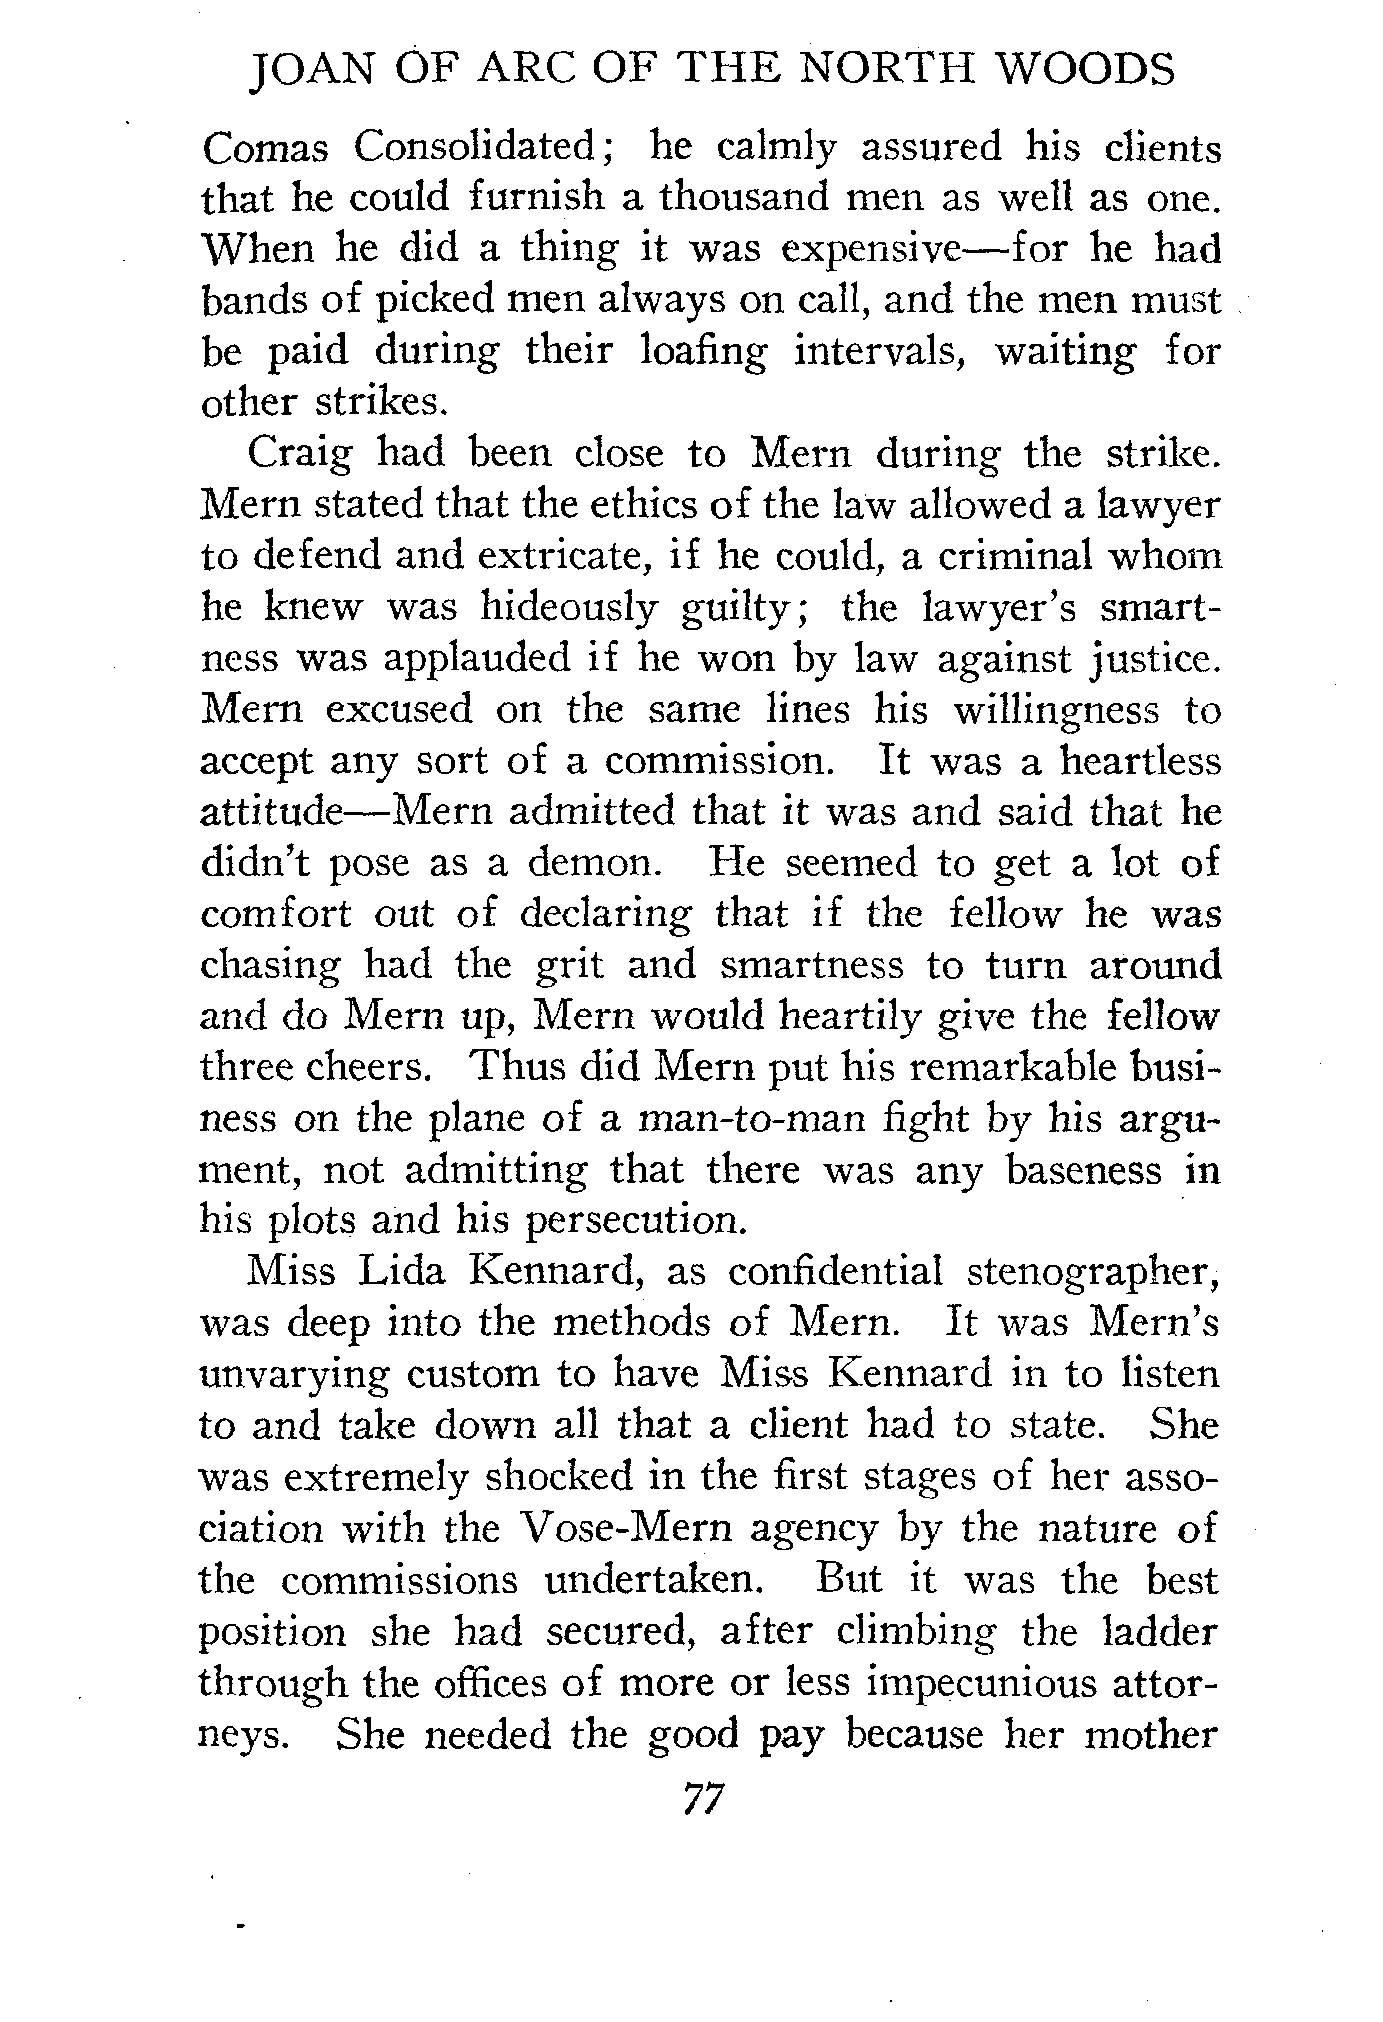 JOAN OF ARC OF THE NORTH WOODS
Comas Consolidated; he calmly assured his clients
that he could furnish a thousand men as well as one.
When he did a thing it was expensive—for he had
bands of picked men always on call, and the men must
be paid during their loafing intervals, waiting for
other strikes.
Craig had been close to Mern during the strike.
Mern stated that the ethics of the law allowed a lawyer
to defend and extricate, if he could, a criminal whom
he knew was hideously guilty; the lawyer's smart-
ness was applauded if he won by law against justice.
Mern excused on the same lines his willingness to
accept any sort of a commission. It was a heartless
attitude—Mern admitted that it was and said that he
didn't pose as a demon. He seemed to get a lot of
comfort out of declaring that if the fellow he was
chasing had the grit and smartness to turn around
and do Mern up, Mern would heartily give the fellow
three cheers. Thus did Mern put his remarkable busi-
ness on the plane of a man-to-man fight by his argu-
ment, not admitting that there was any baseness in
his plots and his persecution.
Miss Lida Kennard, as confidential stenographer,
was deep into the methods of Mern. It was Mern's
unvarying custom to have Miss Kennard in to listen
to and take down all that a client had to state. She
was extremely shocked in the first stages of her asso-
ciation with the Vose-Mern agency by the nature of
the commissions undertaken. But it was the best
position she had secured, after climbing the ladder
through the offices of more or less impecunious attor-
neys. She needed the good pay because her mother
77